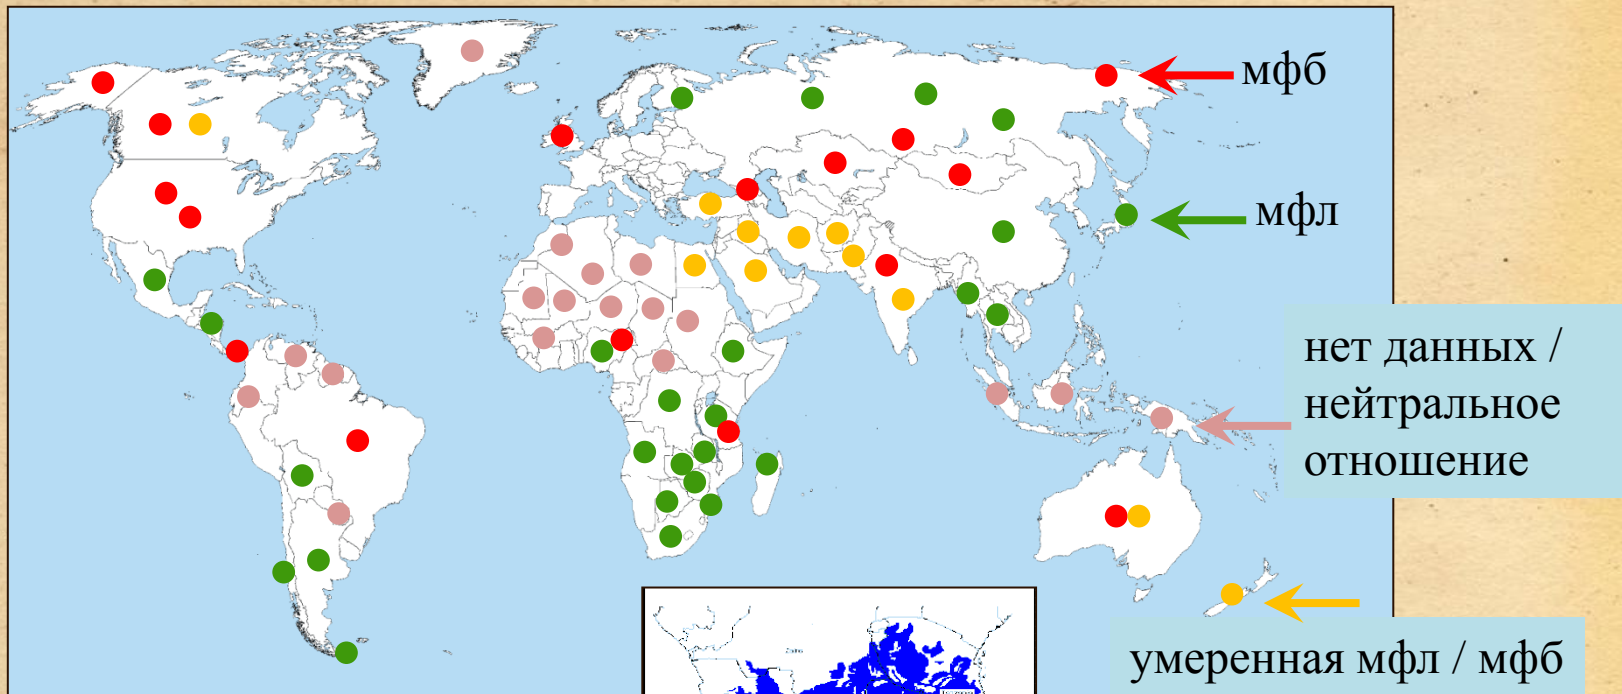 мфб
мфл
нет данных /
нейтральное
отношение
умеренная мфл / мфб